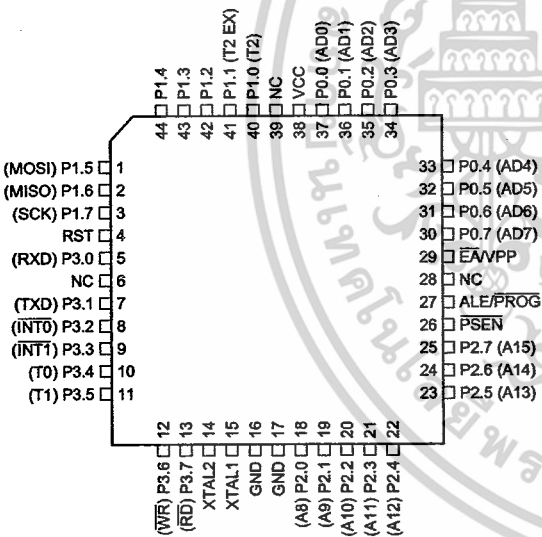 44 P1.4
43 P1.3
42 P1.2
41 P1.1 (T2 EX)
40 P1.0 (T2)
39 NC
38 VCC
37 P0.0 (AD0)
36 P0.1 (AD1)
35 P0.2 (AD2)
34 P0.3 (AD3)
(MOSI) P1.5 1
(MISO) P1.6 2
(SCK) P1.7 3
RST 4
(RXD) P3.0 5
NC 6
(TXD) P3.1 7
(INT0) P3.2 8
(INT1) P3.3 9
(T0) P3.4 10
(T1) P3.5 11
33 P0.4 (AD4)
32 P0.5 (AD5)
31 P0.6 (AD6)
30 P0.7 (AD7)
29 EA/VPP
28 NC
27 ALE/PROG
26 PSEN
25 P2.7 (A15)
24 P2.6 (A14)
23 P2.5 (A13)
(WR) P3.6 12
(RD) P3.7 13
XTAL2 14
XTAL1 15
GND 16
GND 17
(A8) P2.0 18
(A9) P2.1 19
(A10) P2.2 20
(A11) P2.3 21
(A12) P2.4 22